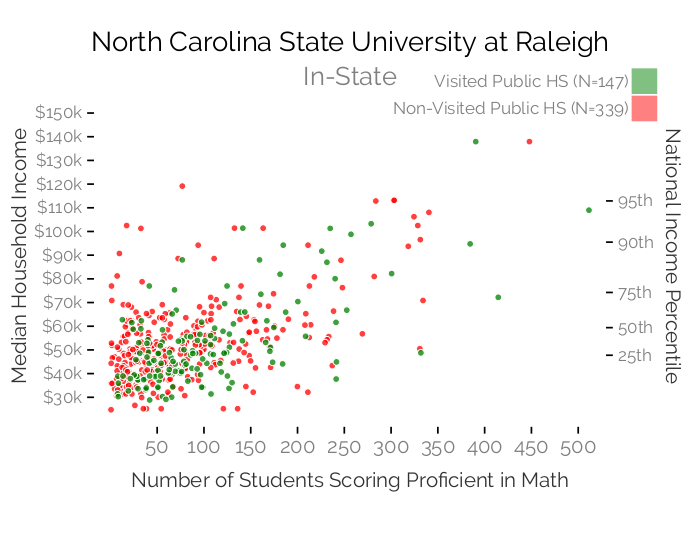 North Carolina State University at Raleigh
In-State
Visited Public HS (N=147)
Non-Visited Public HS (N=339)
Median Household Income
$150k
$140k
$130k
$120k
$110k
$100k
$90k
$80k
$70k
$60k
$50k
$40k
$30k
National Income Percentile
95th
90th
75th
50th
25th
50 100 150 200 250 300 350 400 450 500
Number of Students Scoring Proficient in Math